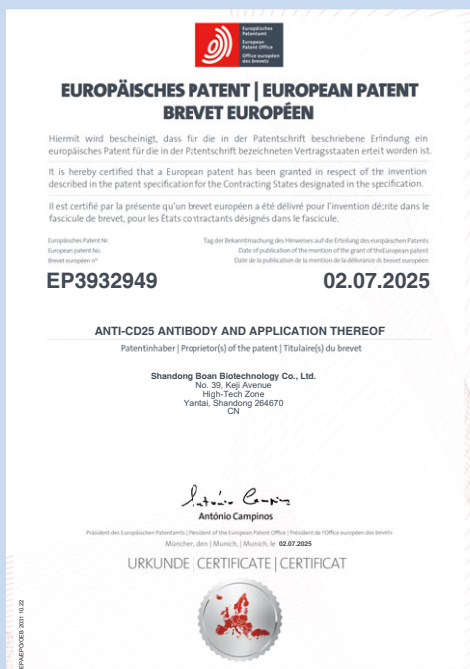 Europäisches
Patentamt
European
Patent Office
Office européen
des brevets
EUROPÄISCHES PATENT | EUROPEAN PATENT
BREVET EUROPÉEN
Hiermit wird bescheinigt, dass für die in der Patentschrift beschriebene Erfindung ein
europäisches Patent für die in der Patentschrift bezeichneten Vertragsstaaten erteilt worden ist.
It is hereby certified that a European patent has been granted in respect of the invention
described in the patent specification for the Contracting States designated in the specification.
Il est certifié par la présente qu'un brevet européen a été délivré pour l'invention décrite dans le
fascicule de brevet, pour les États contractants désignés dans le fascicule.
Europäisches Patent Nr.
European patent No.
Brevet européen n°
Tag der Bekanntmachung des Hinweises auf die Erteilung des europäischen Patents
Date of publication of the mention of the grant of the European patent
Date de la publication de la mention de la délivrance du brevet européen
EP3932949
02.07.2025
ANTI-CD25 ANTIBODY AND APPLICATION THEREOF
Patentinhaber | Proprietor(s) of the patent | Titulaire(s) du brevet
Shandong Boan Biotechnology Co., Ltd.
No. 39, Keji Avenue
High-Tech Zone
Yantai, Shandong 264670
CN
António Campinos
Präsident des Europäischen Patentamts | President of the European Patent Office | Président de l'Office européen des brevets
München, den | Munich, | Munich, le 02.07.2025
URKUNDE | CERTIFICATE | CERTIFICAT